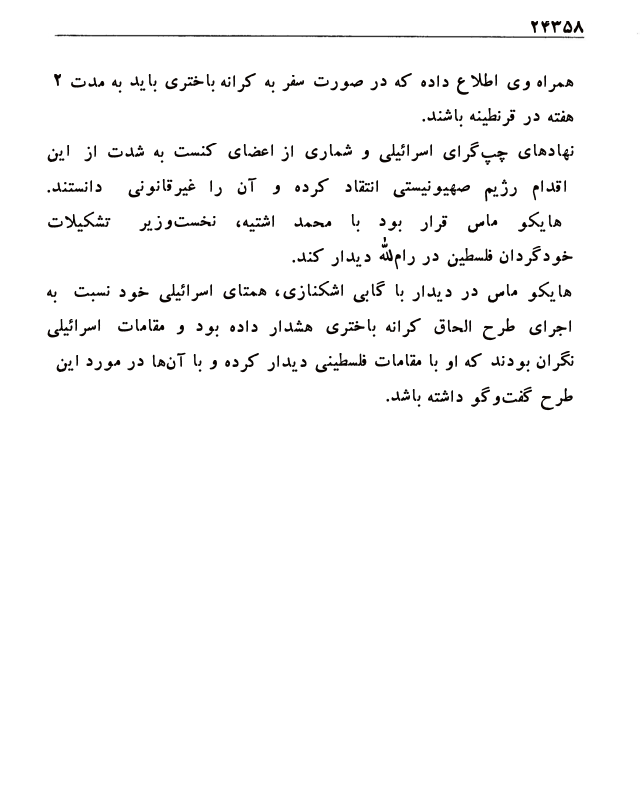 ۲۴۳۵۸
همراه وی اطلاع داده که در صورت سفر به کرانه باختری باید به مدت ۲
هفته در قرنطینه باشند.
نهادهای چپ‌گرای اسرائیلی و شماری از اعضای کنست به شدت از این
اقدام رژیم صهیونیستی انتقاد کرده و آن را غیرقانونی دانستند.
هایکو ماس قرار بود با محمد اشتیه، نخست‌وزیر تشکیلات
خودگردان فلسطین در رام‌الله دیدار کند.
هایکو ماس در دیدار با گابی اشکنازی، همتای اسرائیلی خود نسبت به
اجرای طرح الحاق کرانه باختری هشدار داده بود و مقامات اسرائیلی
نگران بودند که او با مقامات فلسطینی دیدار کرده و با آن‌ها در مورد این
طرح گفت‌وگو داشته باشد.